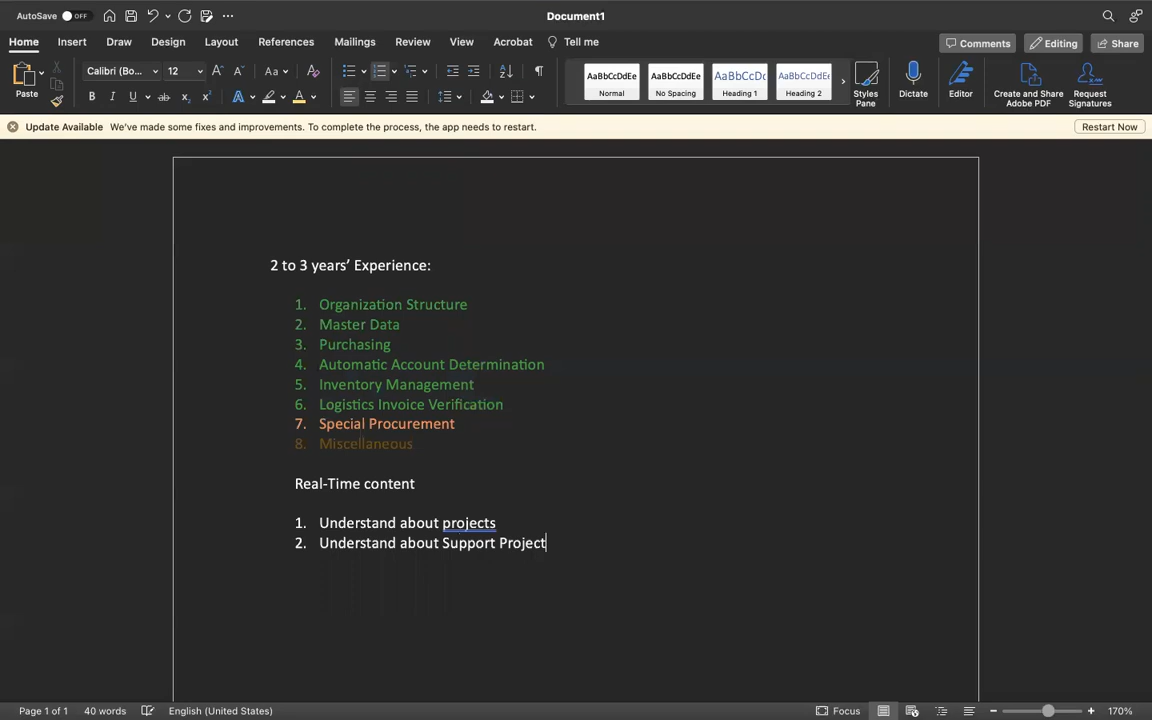 AutoSave OFF Document1
Home Insert Draw Design Layout References Mailings Review View Acrobat Tell me Comments Editing Share
Paste Calibri (Bo... 12 Aa AaBbCcDdEe Normal AaBbCcDdEe No Spacing AaBbCcDc Heading 1 AaBbCcDdEe Heading 2 Styles Pane Dictate Editor Create and Share Adobe PDF Request Signatures
Update Available We've made some fixes and improvements. To complete the process, the app needs to restart. Restart Now
2 to 3 years’ Experience:
1. Organization Structure
2. Master Data
3. Purchasing
4. Automatic Account Determination
5. Inventory Management
6. Logistics Invoice Verification
7. Special Procurement
8. Miscellaneous
Real-Time content
1. Understand about projects
2. Understand about Support Project
Page 1 of 1 40 words English (United States) Focus 170%